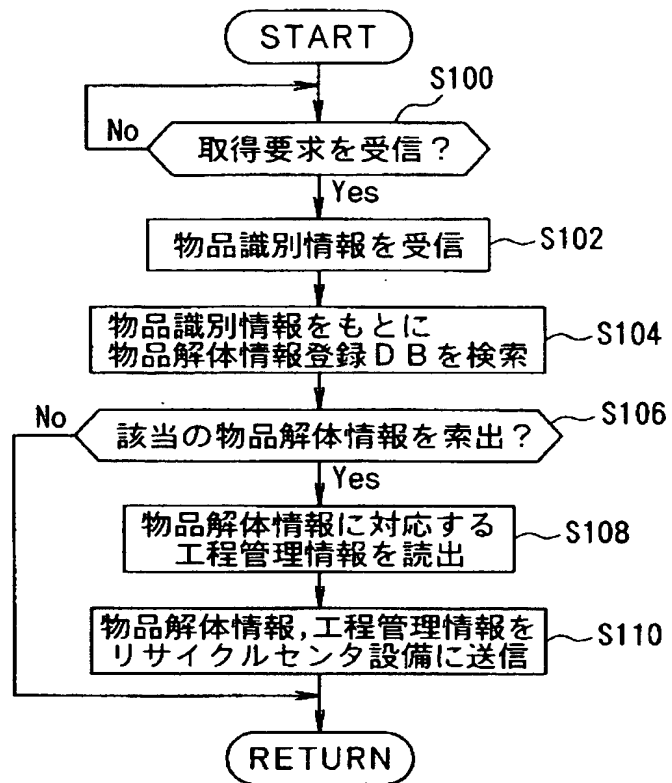 START
S100
No
取得要求を受信?
Yes
物品識別情報を受信
S102
物品識別情報をもとに
物品解体情報登録DBを検索
S104
No
S106
該当の物品解体情報を索出?
Yes
物品解体情報に対応する
工程管理情報を読出
S108
物品解体情報,工程管理情報を
リサイクルセンタ設備に送信
S110
RETURN